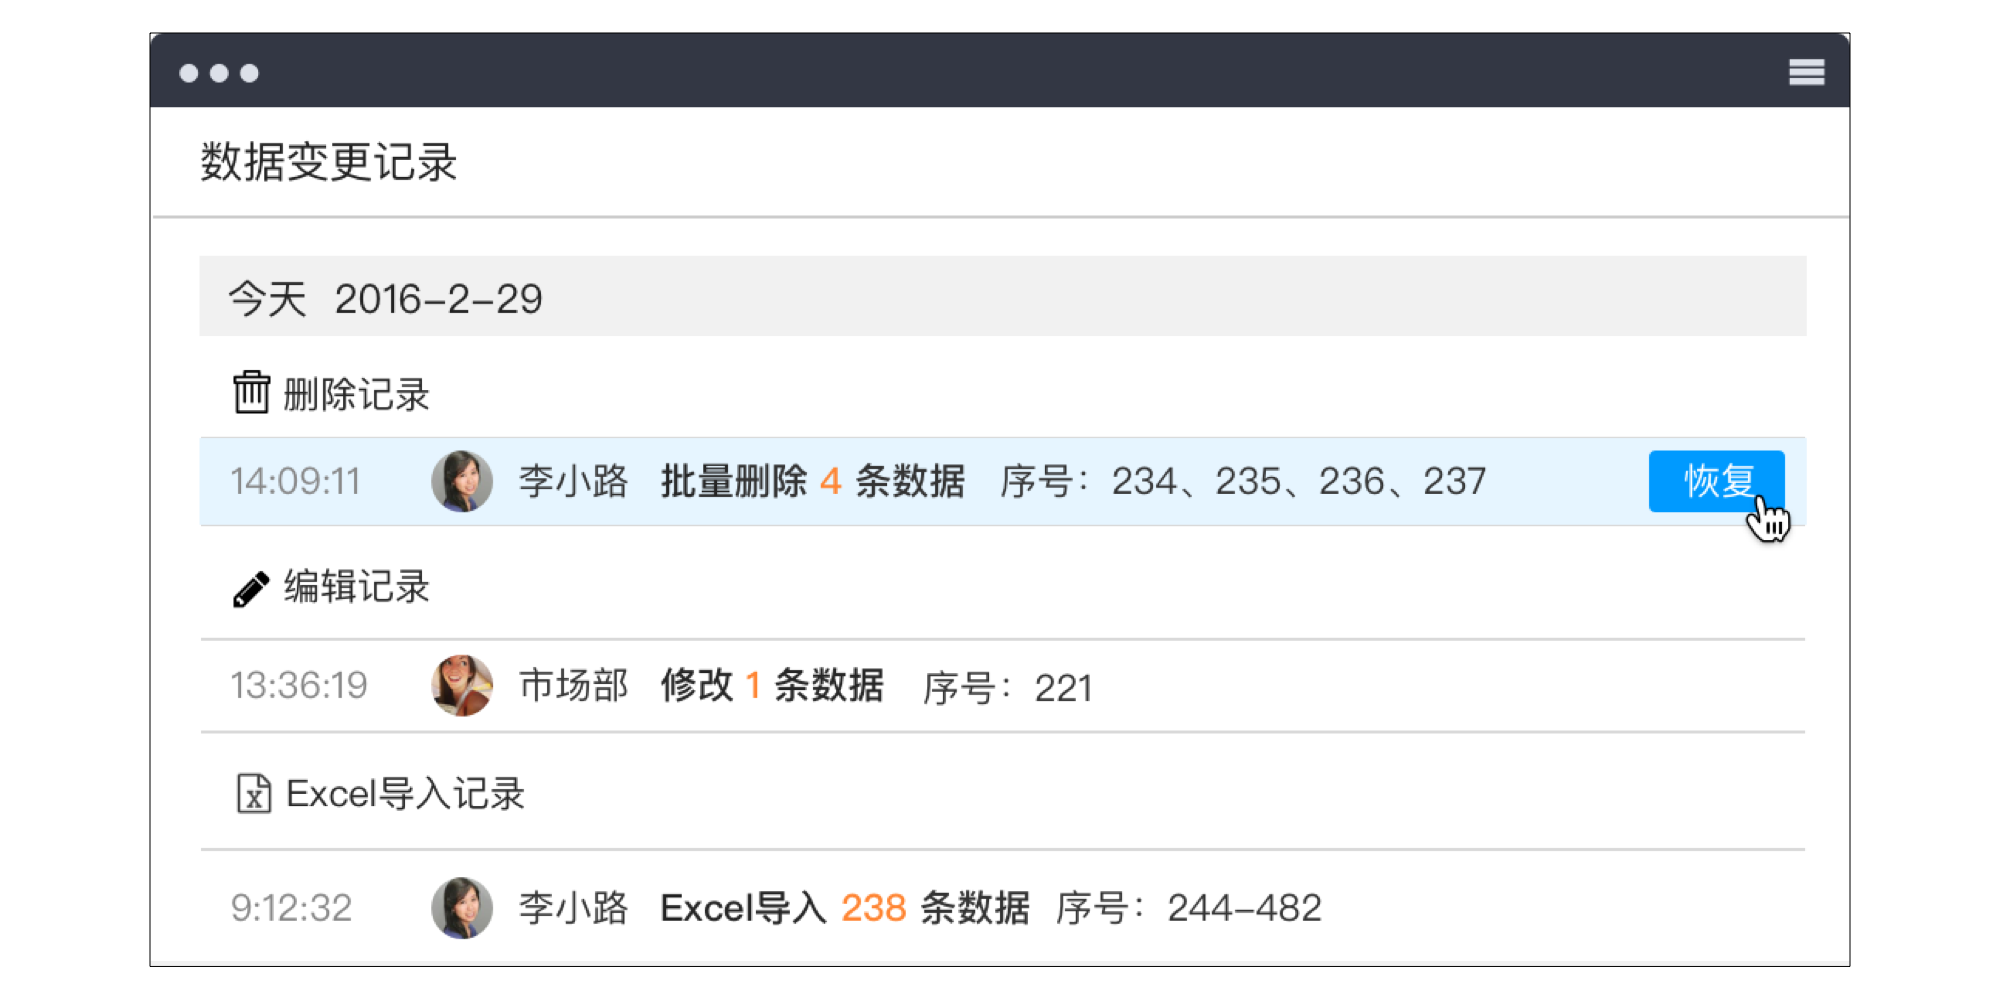 数据变更记录
今天 2016-2-29
删除记录
14:09:11 李小路 批量删除 4 条数据 序号：234、235、236、237 恢复
编辑记录
13:36:19 市场部 修改 1 条数据 序号：221
Excel导入记录
9:12:32 李小路 Excel导入 238 条数据 序号：244-482